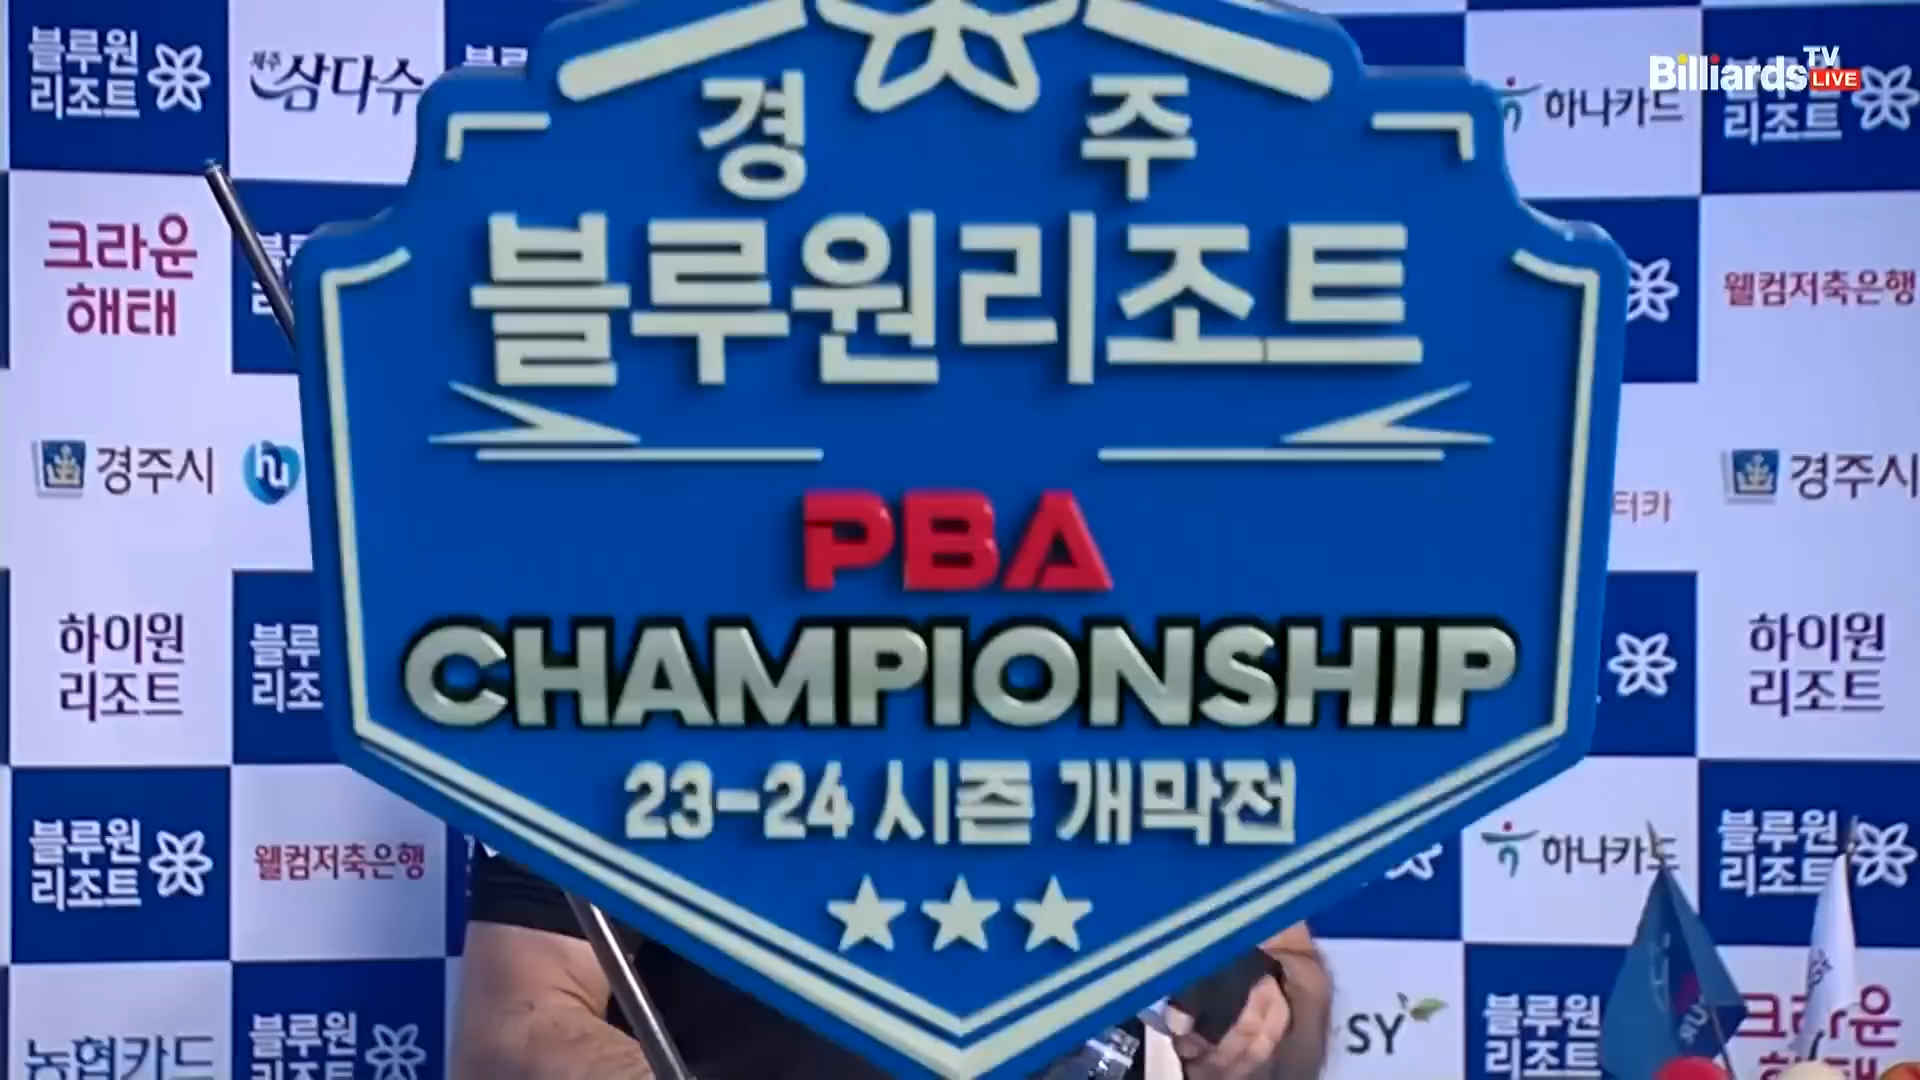 Billiards TV LIVE
블루원
리조트
제주 삼다수
블루
하나카드
리조트
경 주
블루원리조트
크라운
해태
웰컴저축은행
경주시
hu
PBA
터카
경주시
CHAMPIONSHIP
하이원
리조트
블루
리조
하이원
리조트
23-24 시즌 개막전
블루원
리조트
웰컴저축은행
하나카드
블루원
리조트
농협카드
블루원
리조트
SY
블루원
리조트
크라운